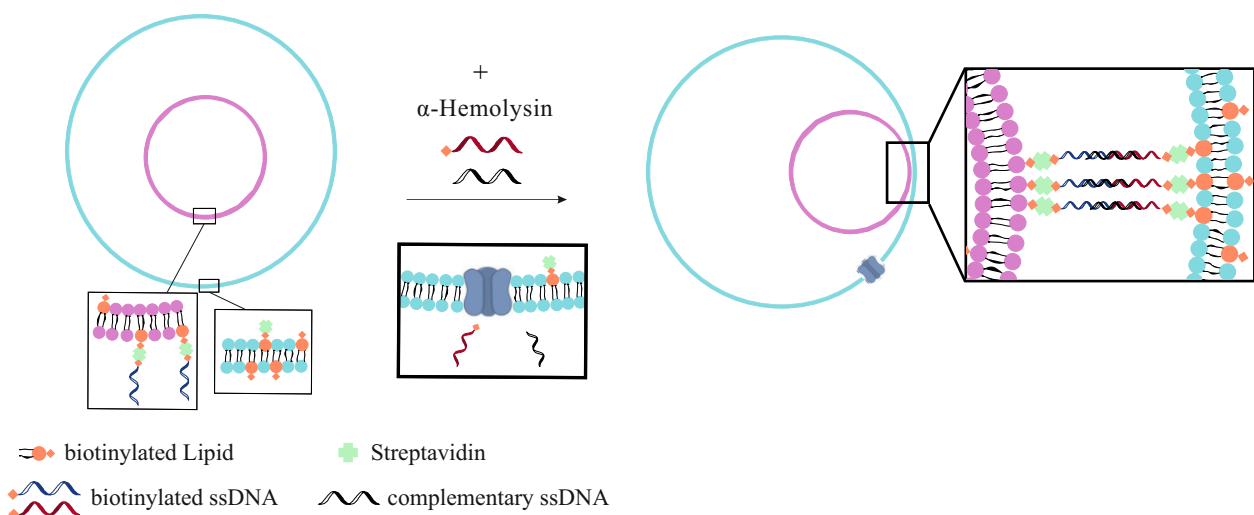 +
α-Hemolysin
biotinylated Lipid
Streptavidin
biotinylated ssDNA
complementary ssDNA